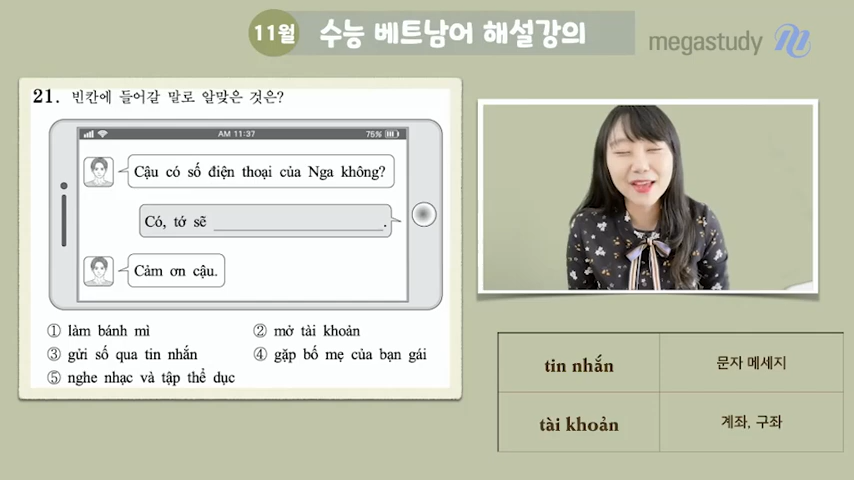 11월 수능 베트남어 해설강의
megastudy
21. 빈칸에 들어갈 말로 알맞은 것은?
AM 11:37 75%
Cậu có số điện thoại của Nga không?
Có, tớ sẽ ____________________.
Cảm ơn cậu.
① làm bánh mì ② mở tài khoản
③ gửi số qua tin nhắn ④ gặp bố mẹ của bạn gái
⑤ nghe nhạc và tập thể dục
tin nhắn 문자 메세지
tài khoản 계좌, 구좌